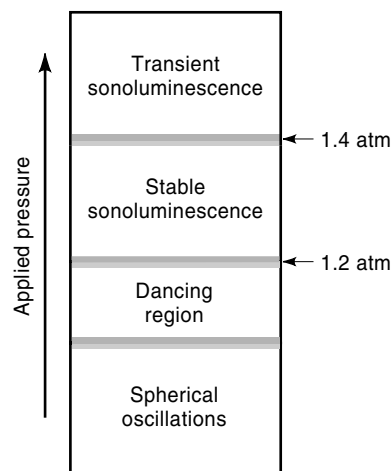 Transient
sonoluminescence
1.4 atm
Stable
sonoluminescence
1.2 atm
Dancing
region
Spherical
oscillations
Applied pressure